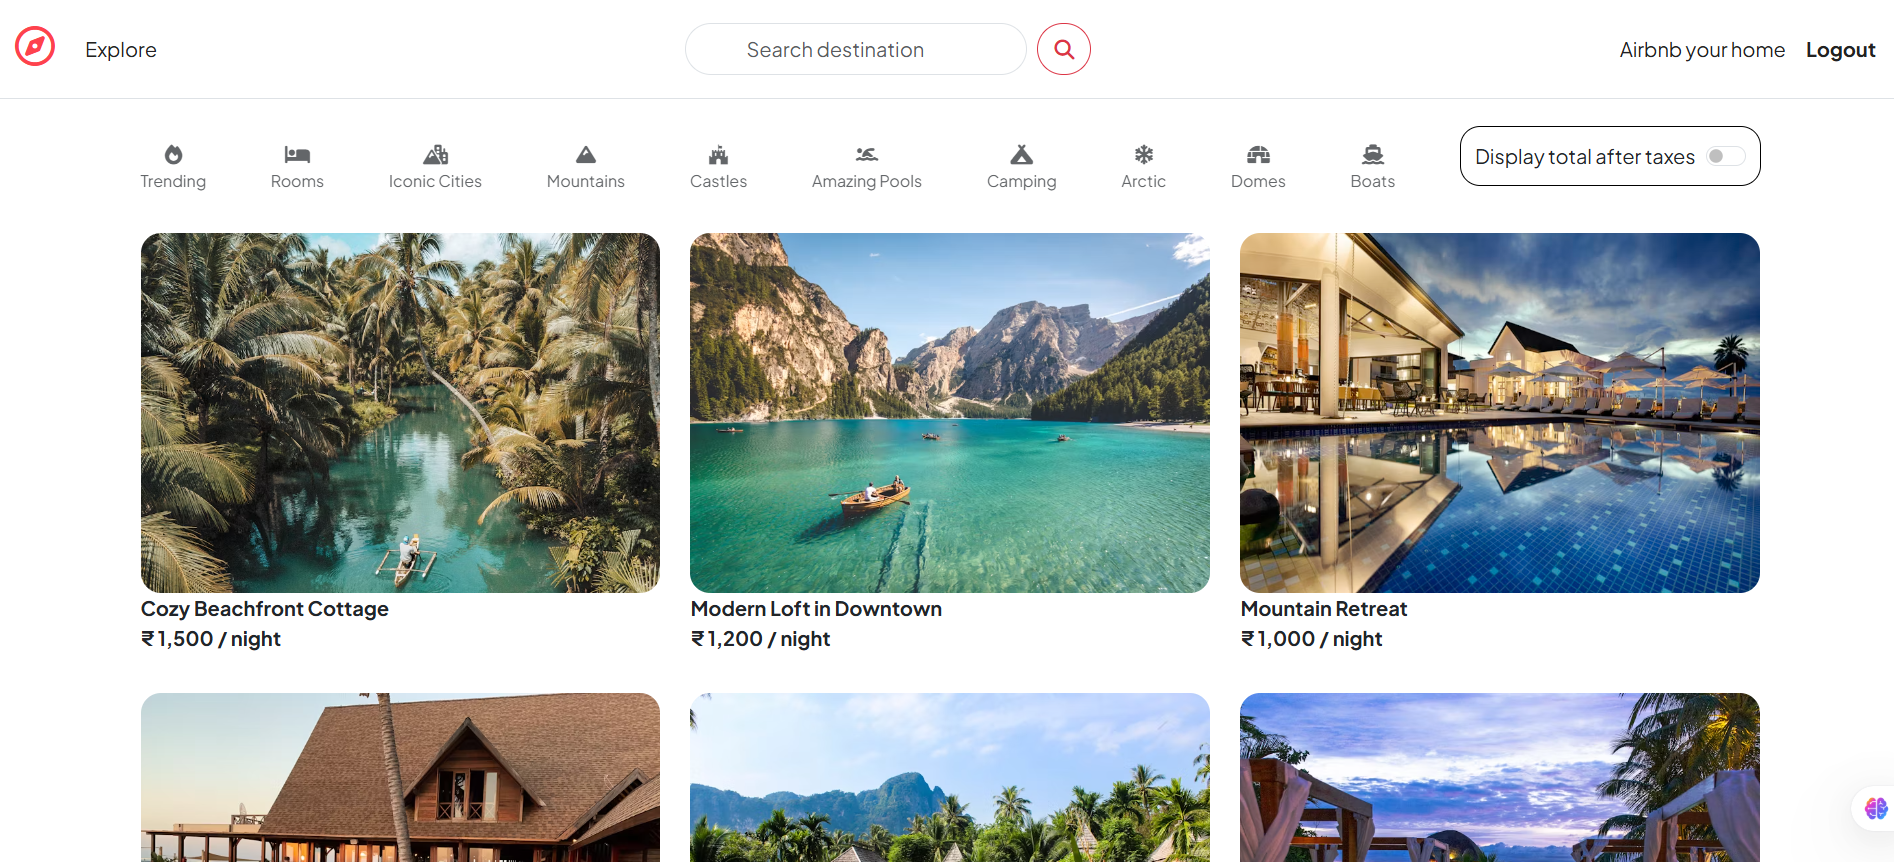 Explore
Search destination
Airbnb your home
Logout
Trending
Rooms
Iconic Cities
Mountains
Castles
Amazing Pools
Camping
Arctic
Domes
Boats
Display total after taxes
Cozy Beachfront Cottage
₹1,500 / night
Modern Loft in Downtown
₹1,200 / night
Mountain Retreat
₹1,000 / night